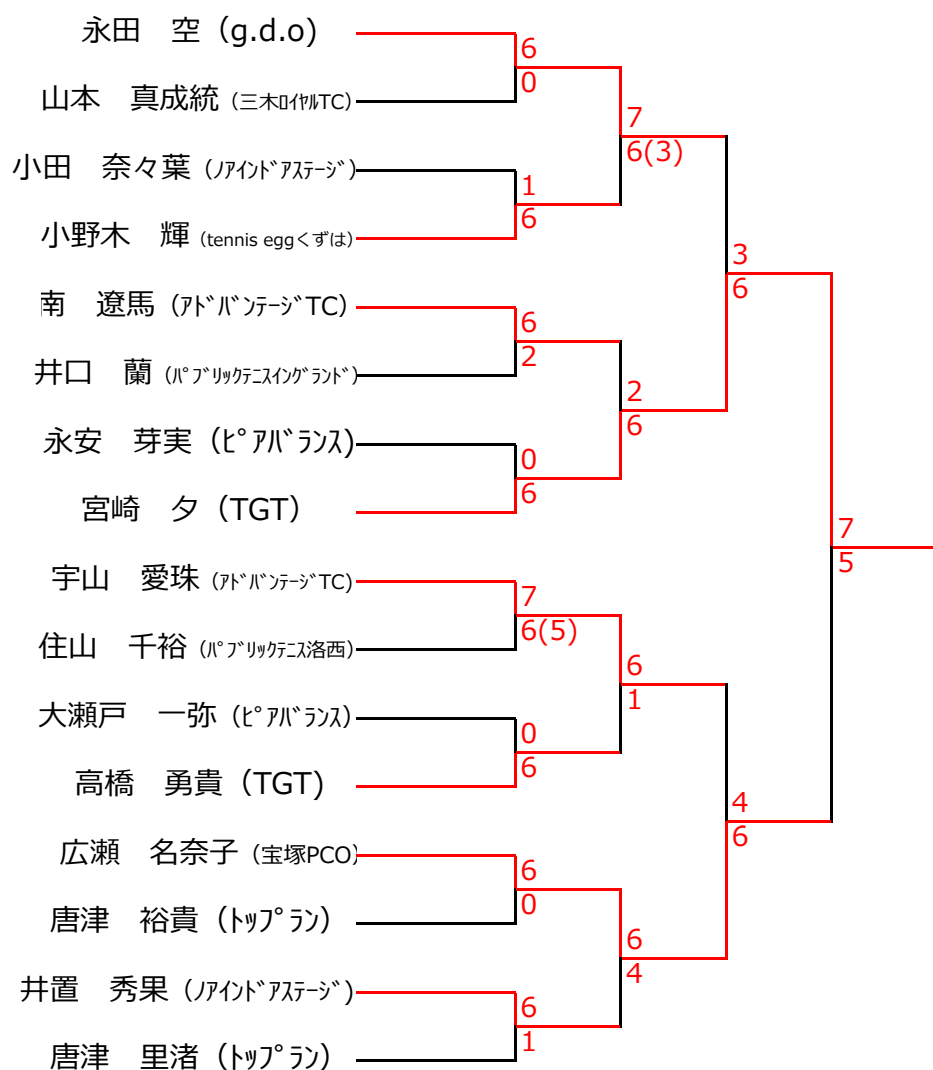 永田　空（g.d.o）
6
0
山本　真成統（三木ﾛｲﾔﾙTC）
7
6(3)
小田　奈々葉（ﾉｱｲﾝﾄﾞｱｽﾃｰｼﾞ）
1
6
小野木　輝（tennis eggくずは）
3
6
南　遼馬（ｱﾄﾞﾊﾞﾝﾃｰｼﾞTC）
6
2
井口　蘭（ﾊﾟﾌﾞﾘｯｸﾃﾆｽｲﾝｸﾞﾗﾝﾄﾞ）
2
6
永安　芽実（ﾋﾟｱﾊﾞﾗﾝｽ）
0
6
宮崎　夕（TGT）
7
5
宇山　愛珠（ｱﾄﾞﾊﾞﾝﾃｰｼﾞTC）
7
6(5)
住山　千裕（ﾊﾟﾌﾞﾘｯｸﾃﾆｽ洛西）
6
1
大瀬戸　一弥（ﾋﾟｱﾊﾞﾗﾝｽ）
0
6
高橋　勇貴（TGT）
4
6
広瀬　名奈子（宝塚PCO）
6
0
唐津　裕貴（ﾄｯﾌﾟﾗﾝ）
6
4
井置　秀果（ﾉｱｲﾝﾄﾞｱｽﾃｰｼﾞ）
6
1
唐津　里渚（ﾄｯﾌﾟﾗﾝ）